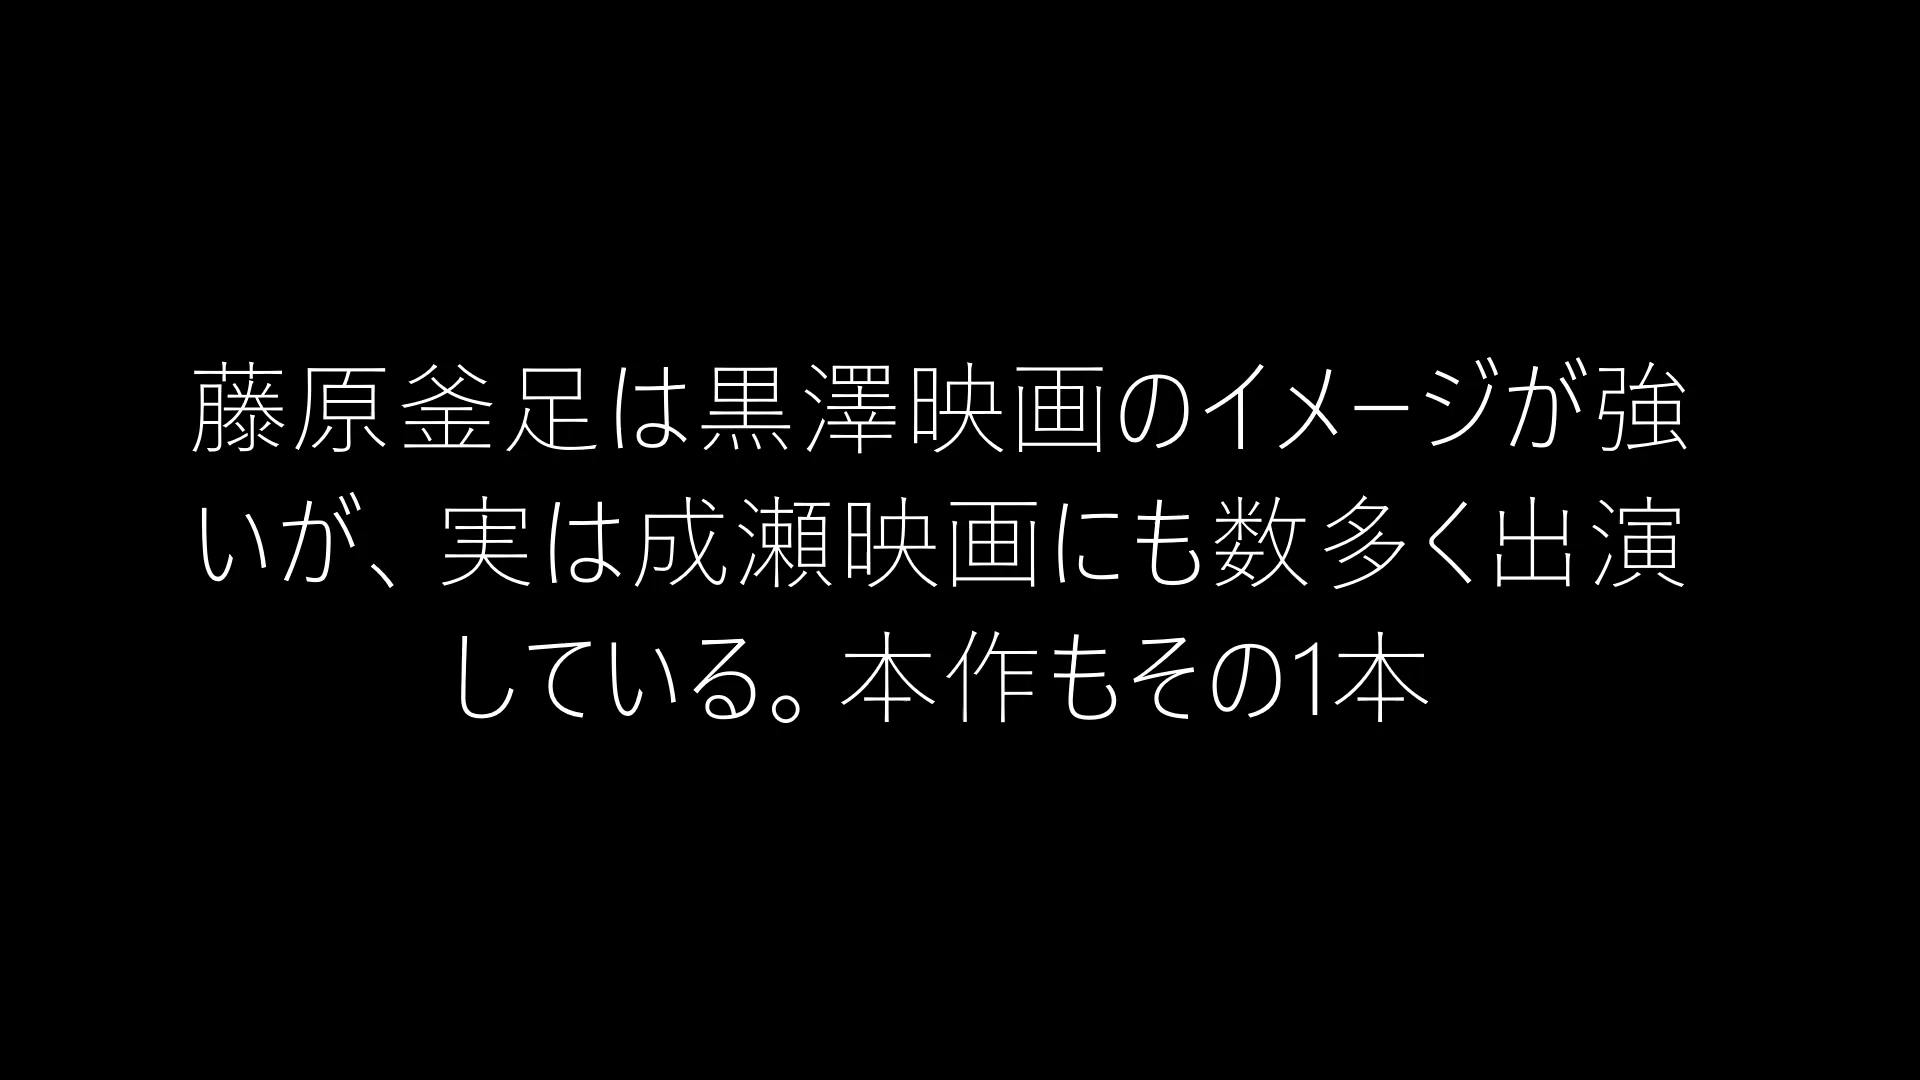 藤原釜足は黒澤映画のイメージが強
いが、実は成瀬映画にも数多く出演
している。本作もその1本